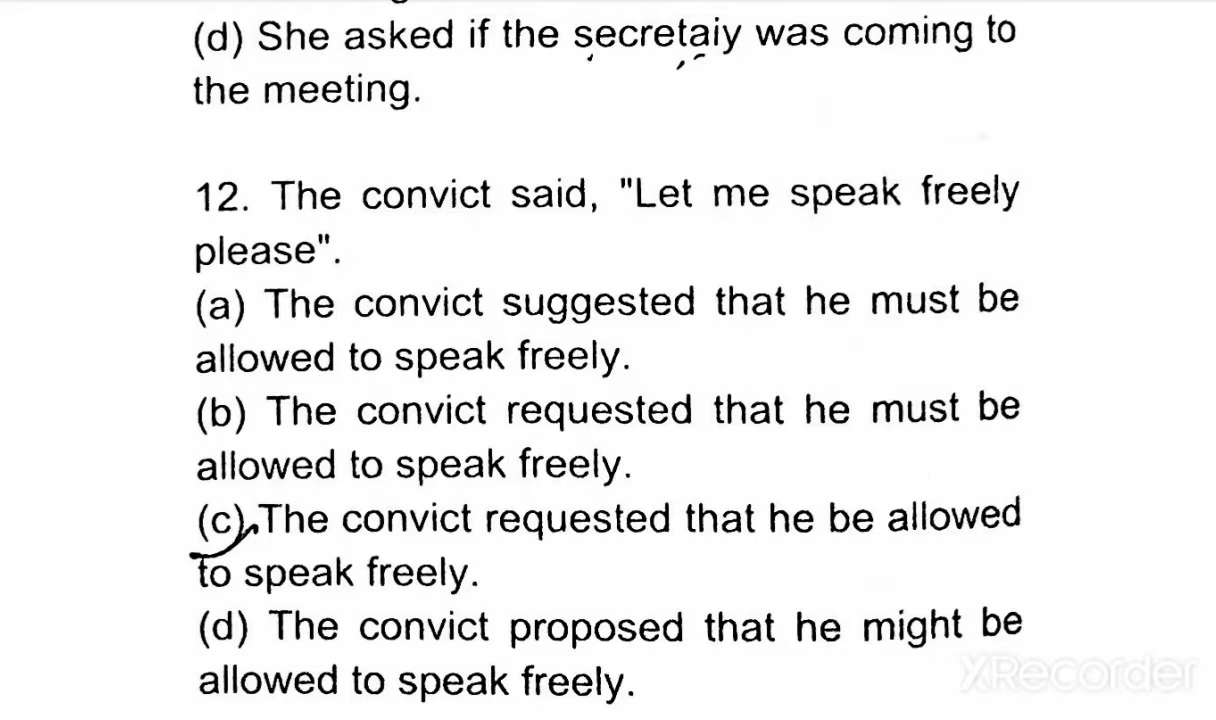 (d) She asked if the secretaiy was coming to
the meeting.
12. The convict said, "Let me speak freely
please".
(a) The convict suggested that he must be
allowed to speak freely.
(b) The convict requested that he must be
allowed to speak freely.
(c) The convict requested that he be allowed
to speak freely.
(d) The convict proposed that he might be
allowed to speak freely.
XRecorder